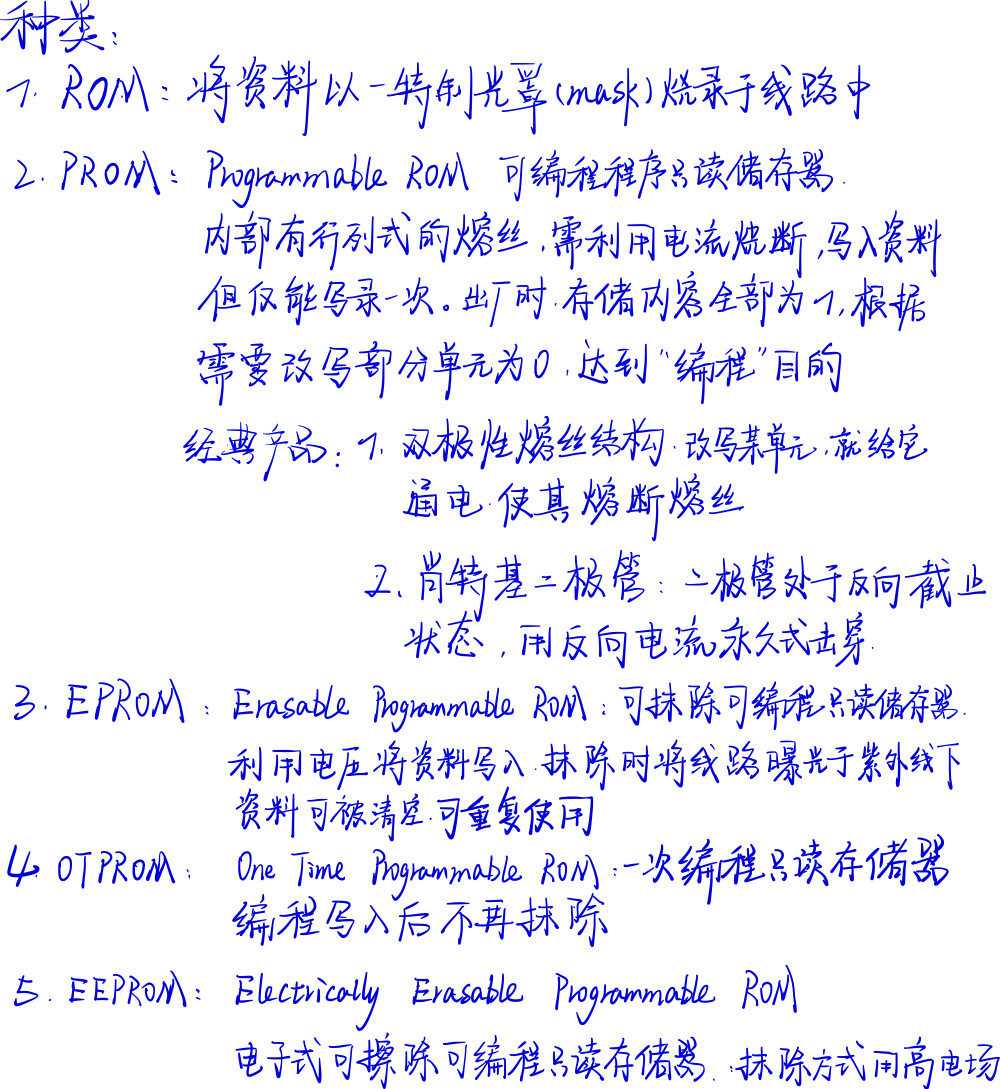 种类：
1. ROM：将资料以一特制光罩(mask)烧录于线路中
2. PROM：Programmable ROM 可编程程序只读储存器.
内部有行列式的熔丝，需利用电流烧断，写入资料
但仅能写录一次。出厂时，存储内容全部为1，根据
需要改写部分单元为0，达到“编程”目的
经典产品：1. 双极性熔丝结构. 改写某单元，就给它
通电. 使其熔断熔丝
2、肖特基二极管：二极管处于反向截止
状态，用反向电流永久式击穿.
3. EPROM：Erasable Programmable ROM：可抹除可编程只读储存器.
利用电压将资料写入. 抹除时将线路曝光于紫外线下
资料可被清空. 可重复使用
4. OTPROM：One Time Programmable ROM：一次编程只读存储器
编程写入后不再抹除
5. EEPROM：Electrically Erasable Programmable ROM
电子式可擦除可编程只读存储器.：抹除方式用高电场